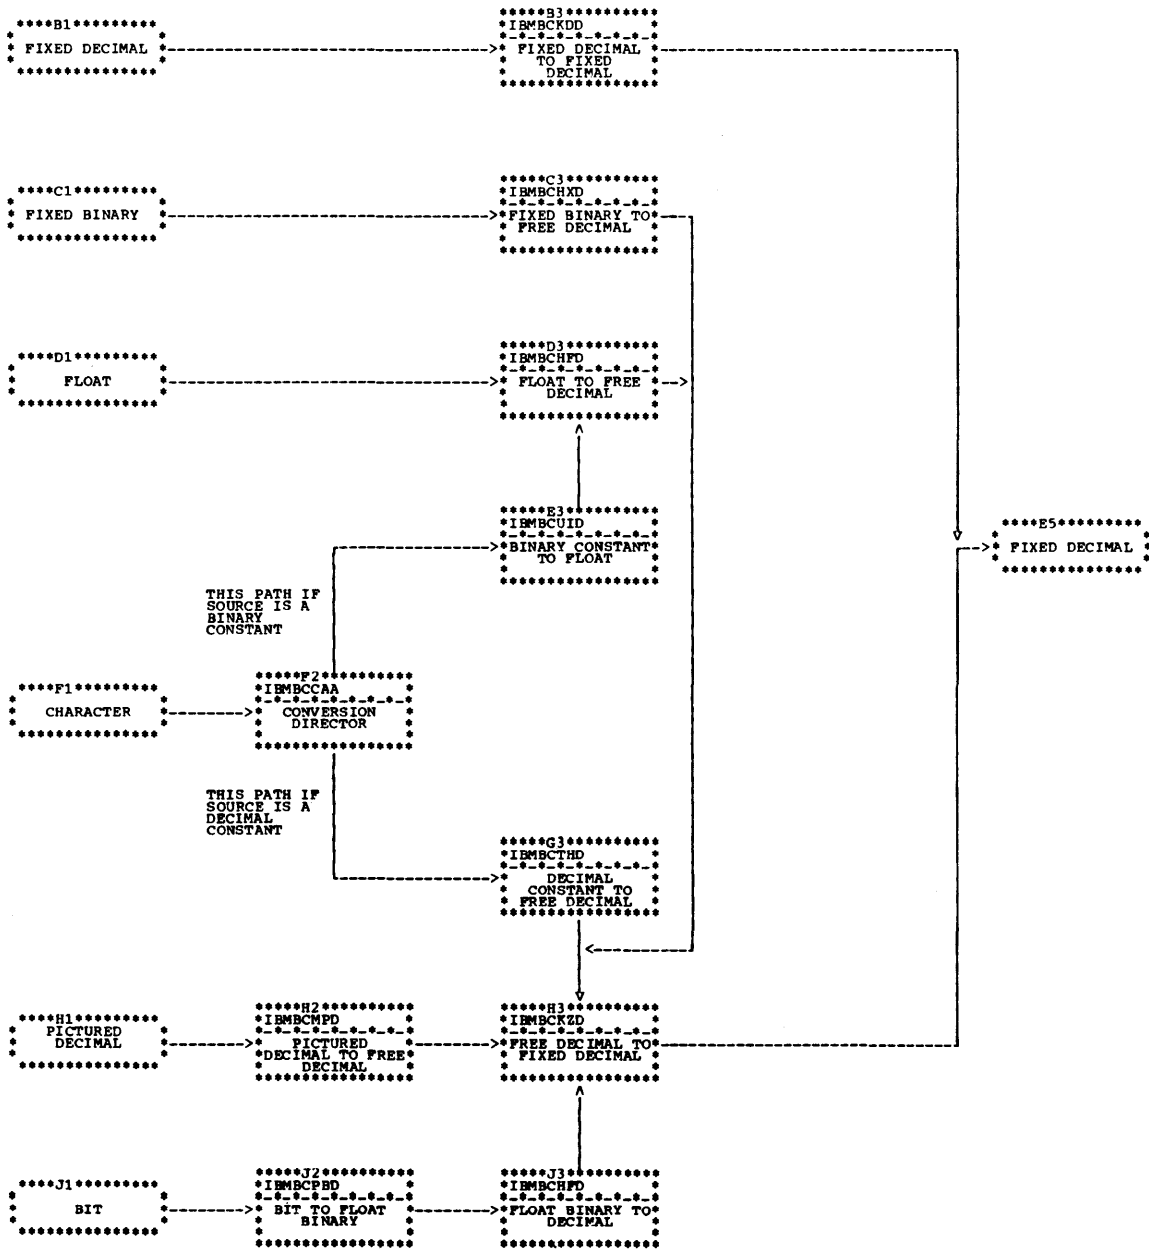 ****B1*********
FIXED DECIMAL
*****B3*********
*IBMBCKDD *
*-*-*-*-*-*-*-*
FIXED DECIMAL
TO FIXED
DECIMAL
****C1*********
FIXED BINARY
*****C3*********
*IBMBCHXD *
*-*-*-*-*-*-*-*
FIXED BINARY TO
FREE DECIMAL
****D1*********
FLOAT
*****D3*********
*IBMBCHFD *
*-*-*-*-*-*-*-*
FLOAT TO FREE
DECIMAL
*****E3*********
*IBMBCUID *
*-*-*-*-*-*-*-*
BINARY CONSTANT
TO FLOAT
****E5*********
FIXED DECIMAL
THIS PATH IF
SOURCE IS A
BINARY
CONSTANT
****F1*********
CHARACTER
*****F2*********
*IBMBCCAA *
*-*-*-*-*-*-*-*
CONVERSION
DIRECTOR
THIS PATH IF
SOURCE IS A
DECIMAL
CONSTANT
*****G3*********
*IBMBCTHD *
*-*-*-*-*-*-*-*
DECIMAL
CONSTANT TO
FREE DECIMAL
****H1*********
PICTURED
DECIMAL
*****H2*********
*IBMBCMPD *
*-*-*-*-*-*-*-*
PICTURED
DECIMAL TO FREE
DECIMAL
*****H3*********
*IBMBCKZD *
*-*-*-*-*-*-*-*
FREE DECIMAL TO
FIXED DECIMAL
****J1*********
BIT
*****J2*********
*IBMBCPBD *
*-*-*-*-*-*-*-*
BIT TO FLOAT
BINARY
*****J3*********
*IBMBCHFD *
*-*-*-*-*-*-*-*
FLOAT BINARY TO
DECIMAL